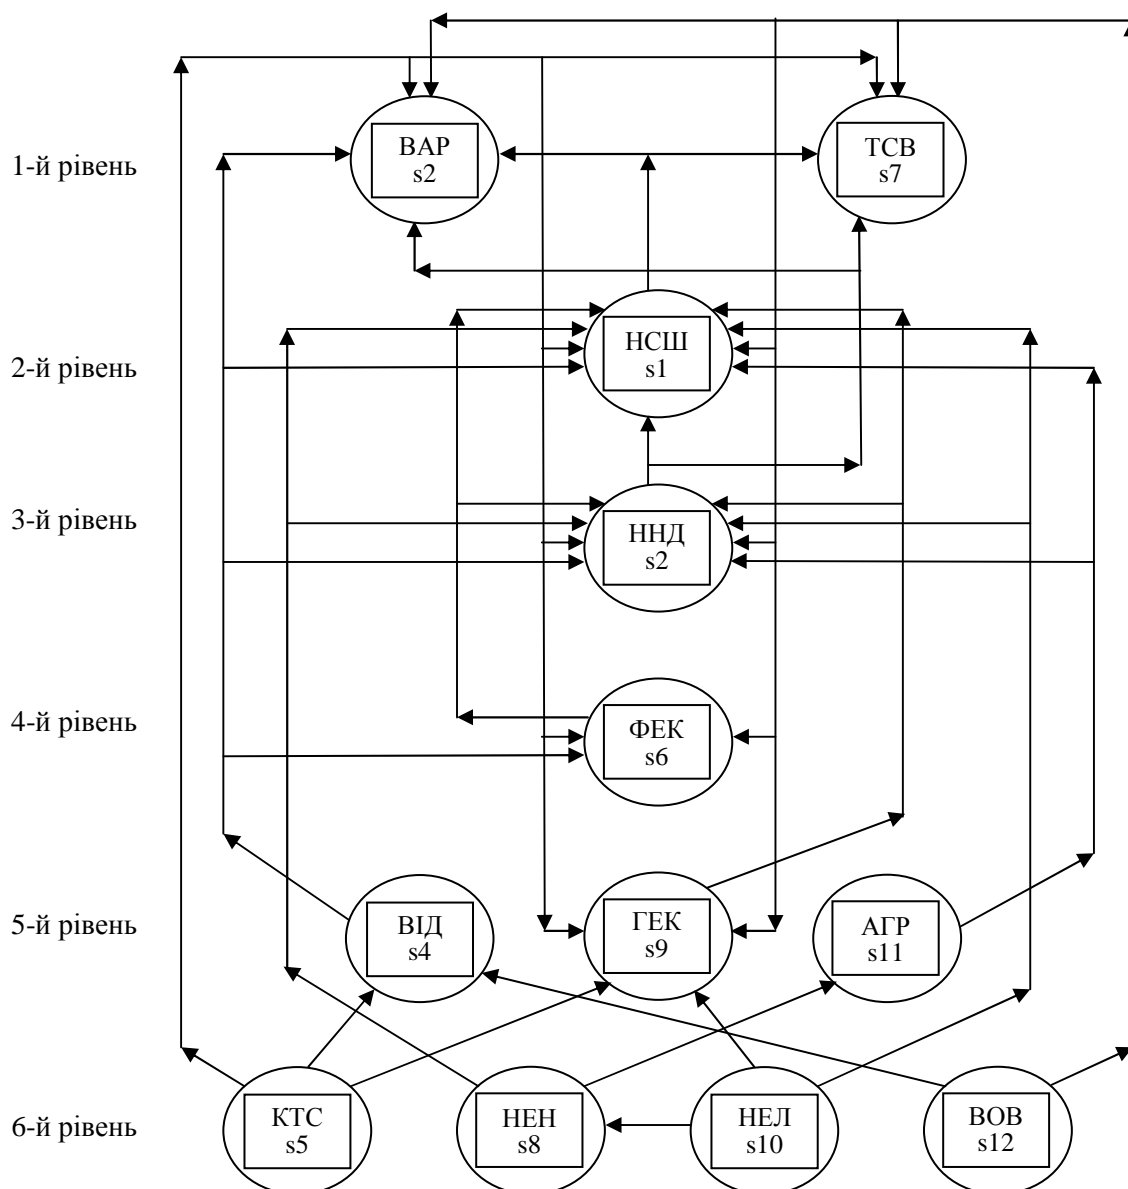 ВАР
s2
ТСВ
s7
1-й рівень
НСШ
s1
2-й рівень
ННД
s2
3-й рівень
ФЕК
s6
4-й рівень
ВІД
s4
ГЕК
s9
АГР
s11
5-й рівень
КТС
s5
НЕН
s8
НЕЛ
s10
ВОВ
s12
6-й рівень